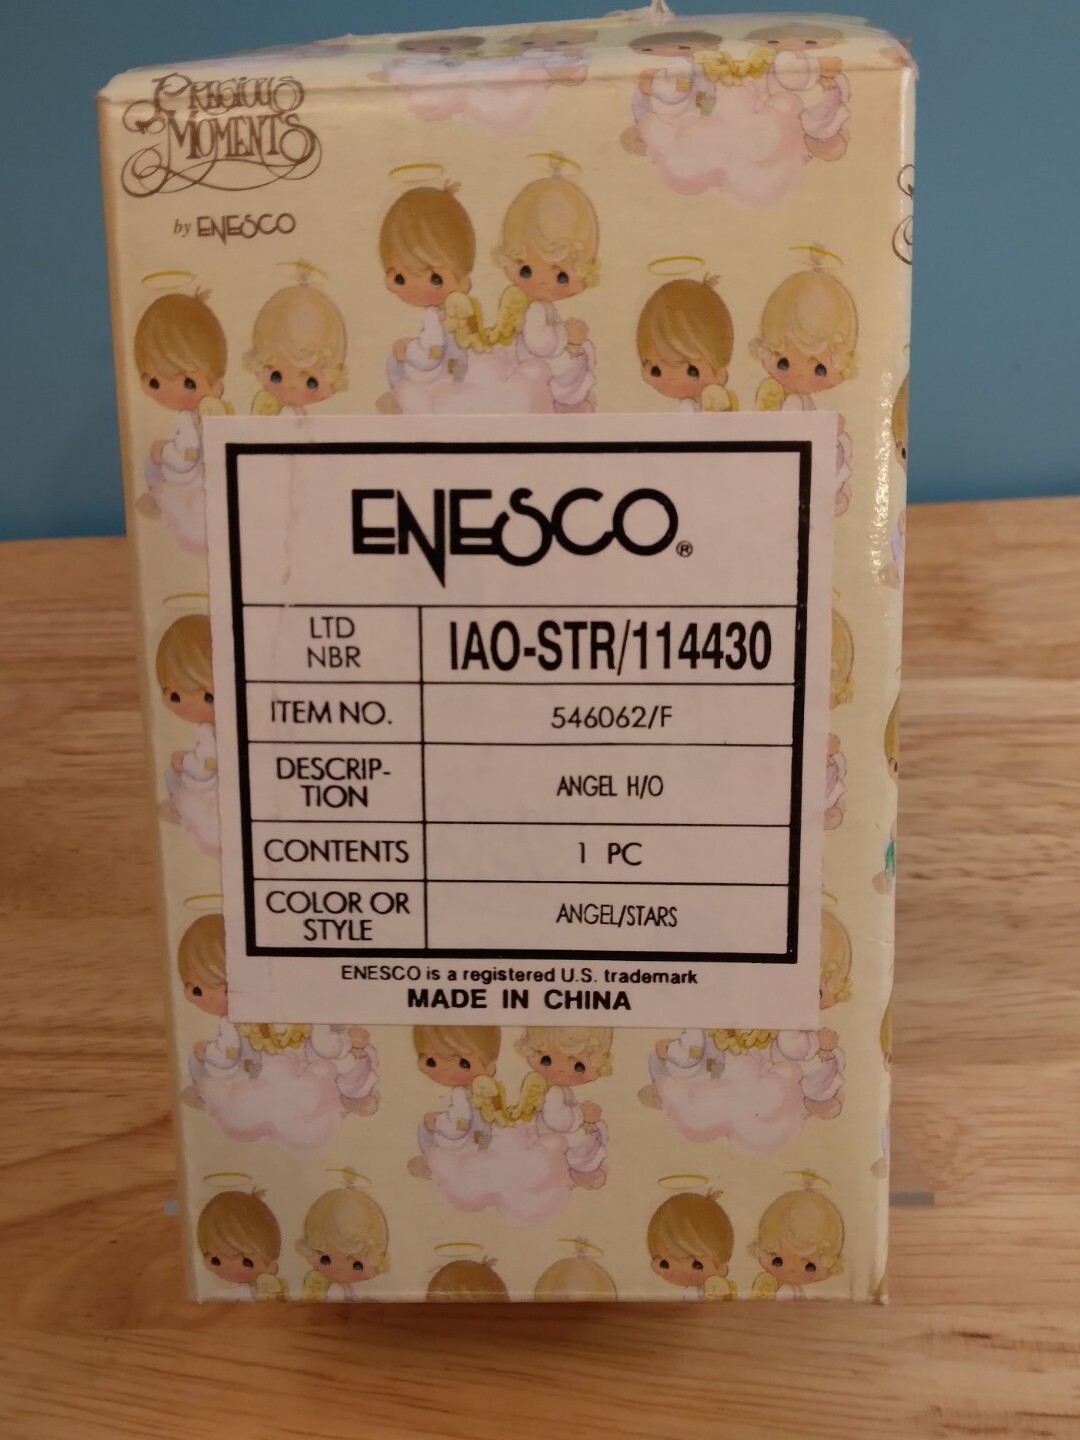 PRECIOUS
MOMENTS
by ENESCO
ENESCO®
LTD
NBR
IAO-STR/114430
ITEM NO.
546062/F
DESCRIP-
TION
ANGEL H/O
CONTENTS
1 PC
COLOR OR
STYLE
ANGEL/STARS
ENESCO is a registered U.S. trademark
MADE IN CHINA